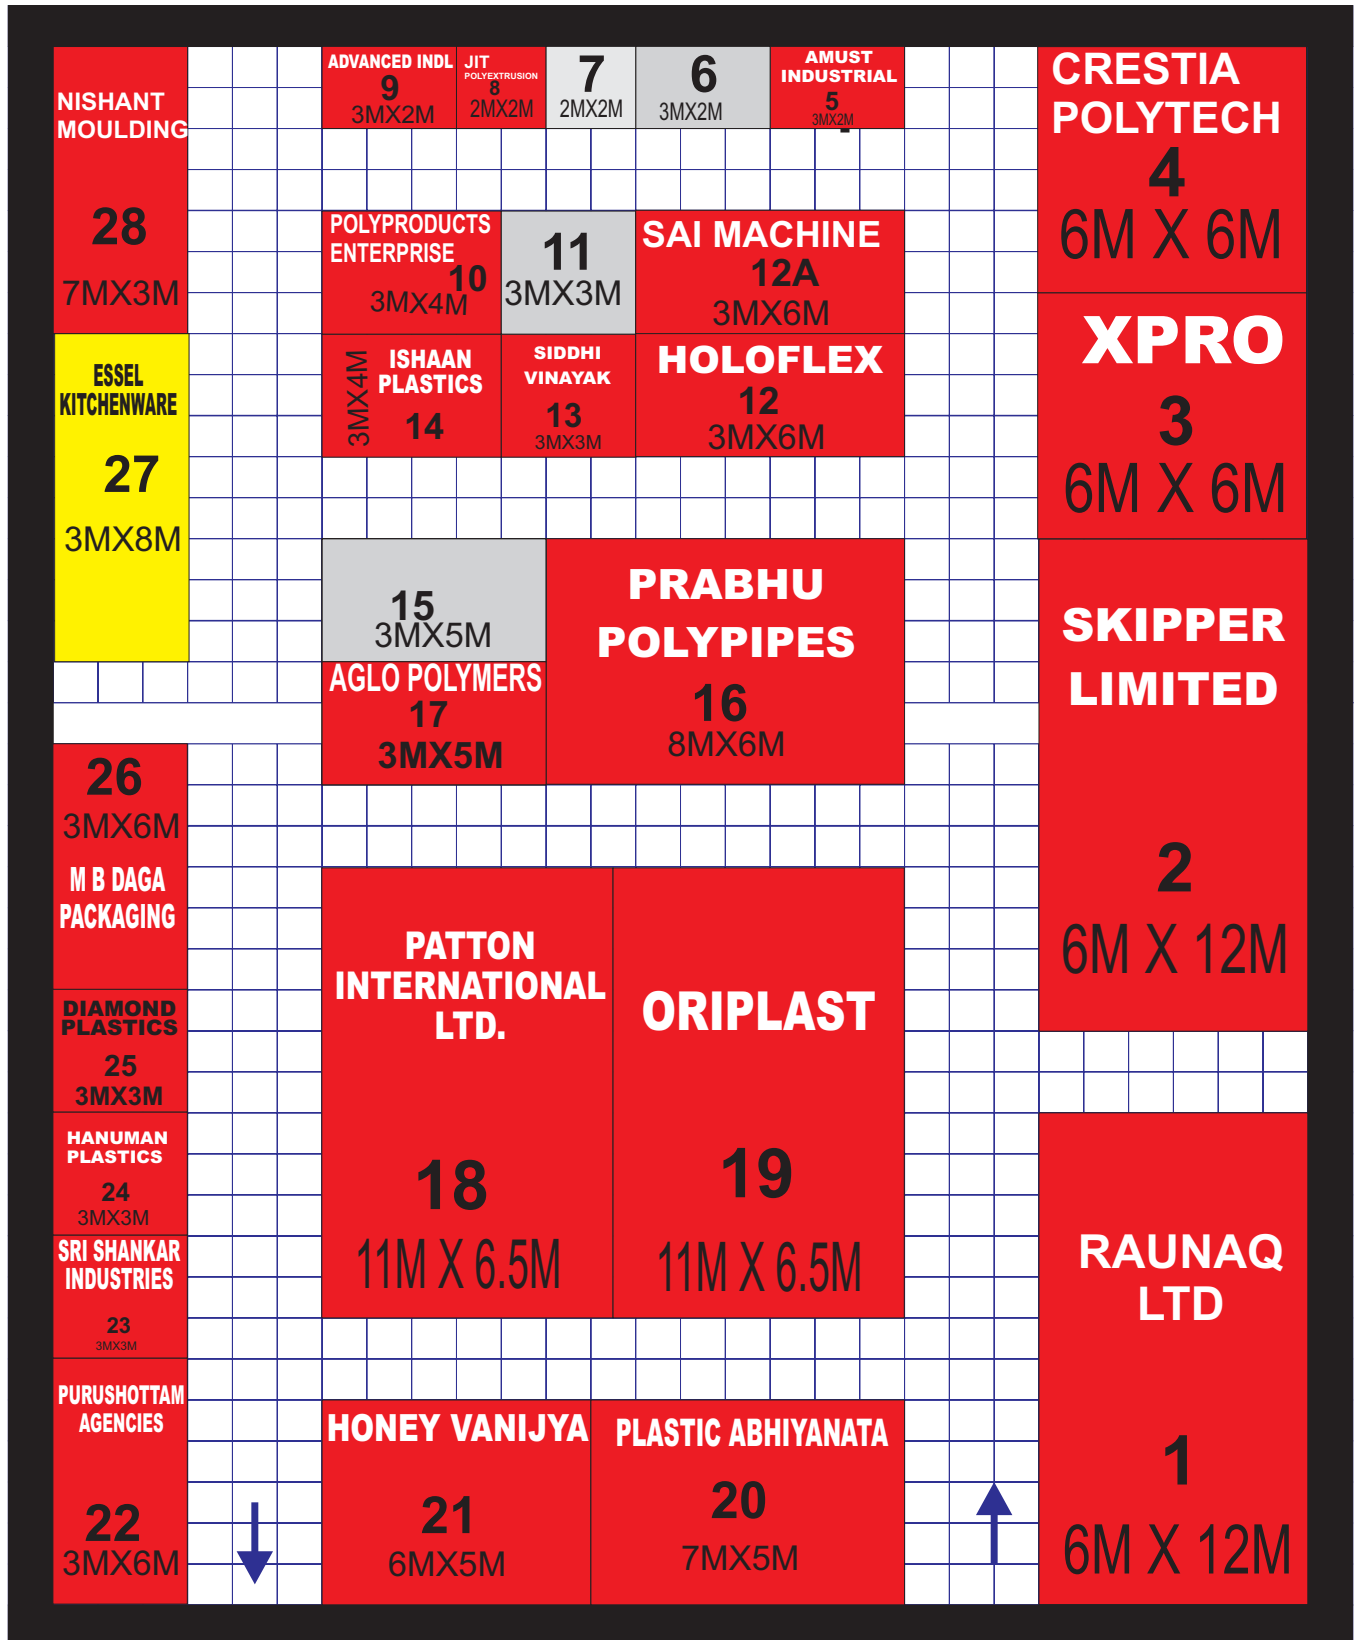 NISHANT
MOULDING
28
7MX3M
ADVANCED INDL
9
3MX2M
JIT
POLYEXTRUSION
8
2MX2M
7
2MX2M
6
3MX2M
AMUST
INDUSTRIAL
5
3MX2M
CRESTIA
POLYTECH
4
6M X 6M
POLYPRODUCTS
ENTERPRISE
10
3MX4M
11
3MX3M
SAI MACHINE
12A
3MX6M
XPRO
3
6M X 6M
ESSEL
KITCHENWARE
27
3MX8M
3MX4M
ISHAAN
PLASTICS
14
SIDDHI
VINAYAK
13
3MX3M
HOLOFLEX
12
3MX6M
15
3MX5M
PRABHU
POLYPIPES
16
8MX6M
AGLO POLYMERS
17
3MX5M
SKIPPER
LIMITED
2
6M X 12M
26
3MX6M
M B DAGA
PACKAGING
DIAMOND
PLASTICS
25
3MX3M
HANUMAN
PLASTICS
24
3MX3M
SRI SHANKAR
INDUSTRIES
23
3MX3M
PATTON
INTERNATIONAL
LTD.
18
11M X 6.5M
ORIPLAST
19
11M X 6.5M
RAUNAQ
LTD
1
6M X 12M
PURUSHOTTAM
AGENCIES
22
3MX6M
HONEY VANIJYA
21
6MX5M
PLASTIC ABHIYANATA
20
7MX5M